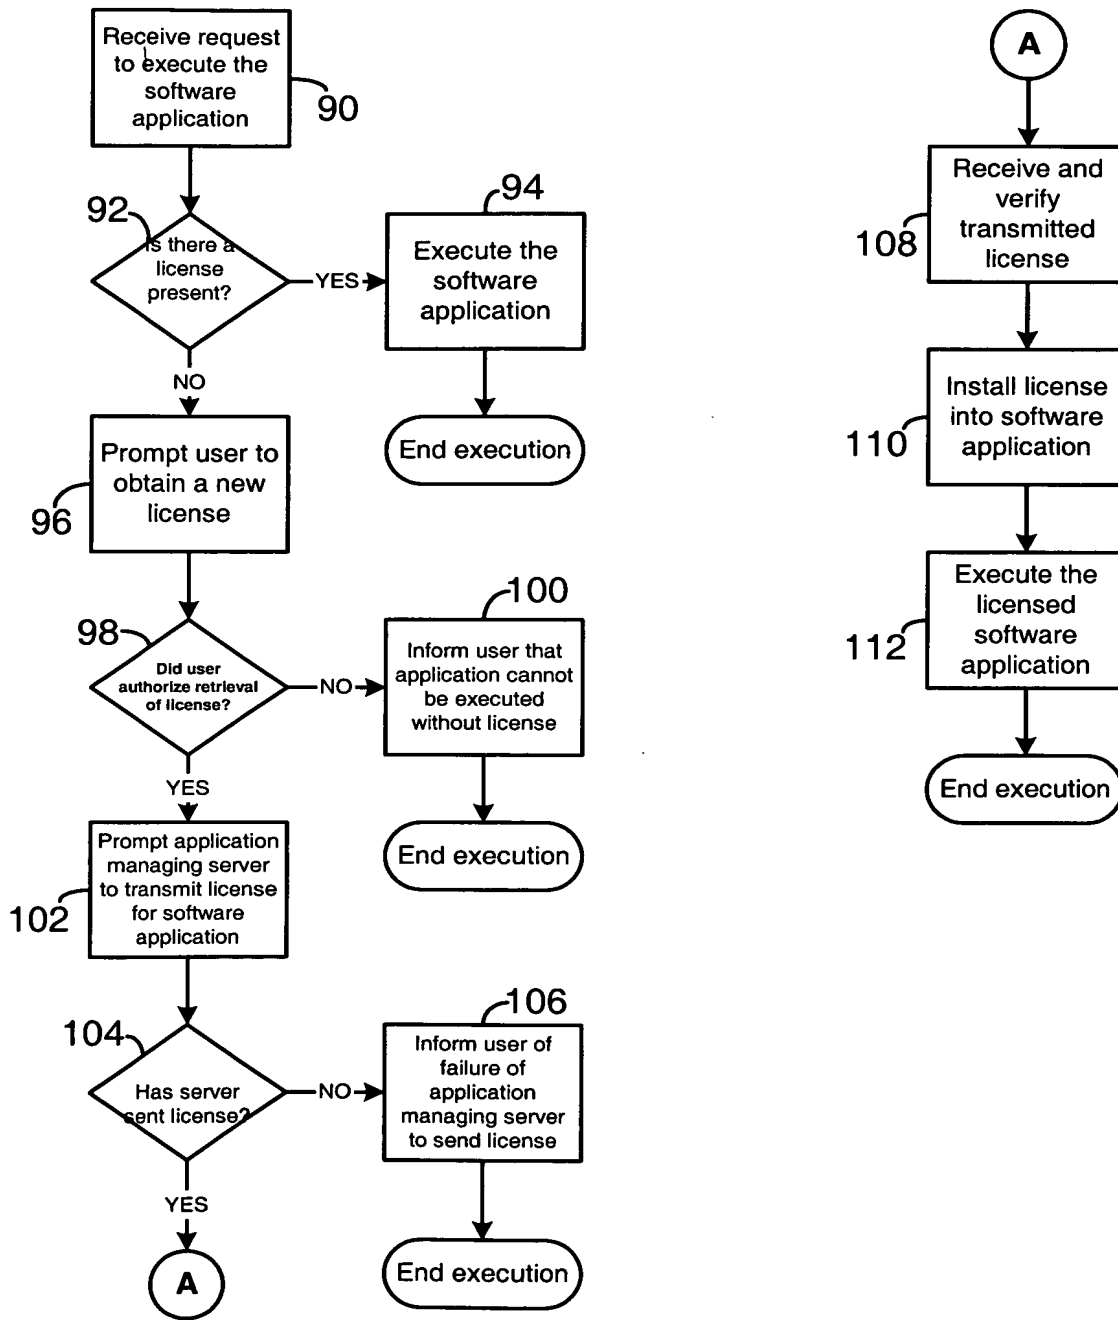 Receive request
to execute the
software
application
90
92
Is there a
license
present?
YES
94
Execute the
software
application
End execution
NO
Prompt user to
obtain a new
license
96
98
Did user
authorize retrieval
of license?
NO
100
Inform user that
application cannot
be executed
without license
End execution
YES
Prompt application
managing server
to transmit license
for software
application
102
104
Has server
sent license?
NO
106
Inform user of
failure of
application
managing server
to send license
End execution
YES
A
A
Receive and
verify
transmitted
license
108
Install license
into software
application
110
Execute the
licensed
software
application
112
End execution